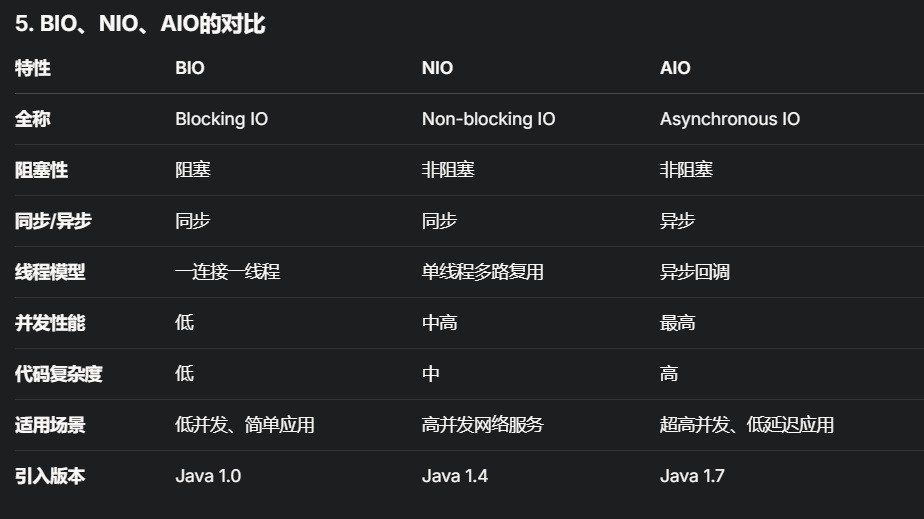 5. BIO、NIO、AIO的对比
特性 BIO NIO AIO
全称 Blocking IO Non-blocking IO Asynchronous IO
阻塞性 阻塞 非阻塞 非阻塞
同步/异步 同步 同步 异步
线程模型 一连接一线程 单线程多路复用 异步回调
并发性能 低 中高 最高
代码复杂度 低 中 高
适用场景 低并发、简单应用 高并发网络服务 超高并发、低延迟应用
引入版本 Java 1.0 Java 1.4 Java 1.7